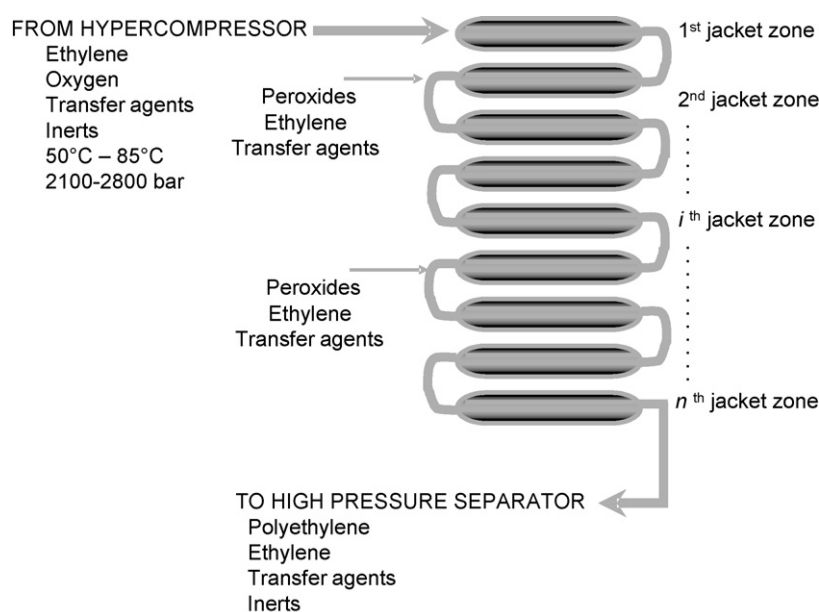 FROM HYPERCOMPRESSOR
Ethylene
Oxygen
Transfer agents
Inerts
50°C – 85°C
2100-2800 bar
1st jacket zone
Peroxides
Ethylene
Transfer agents
2nd jacket zone
i th jacket zone
Peroxides
Ethylene
Transfer agents
n th jacket zone
TO HIGH PRESSURE SEPARATOR
Polyethylene
Ethylene
Transfer agents
Inerts